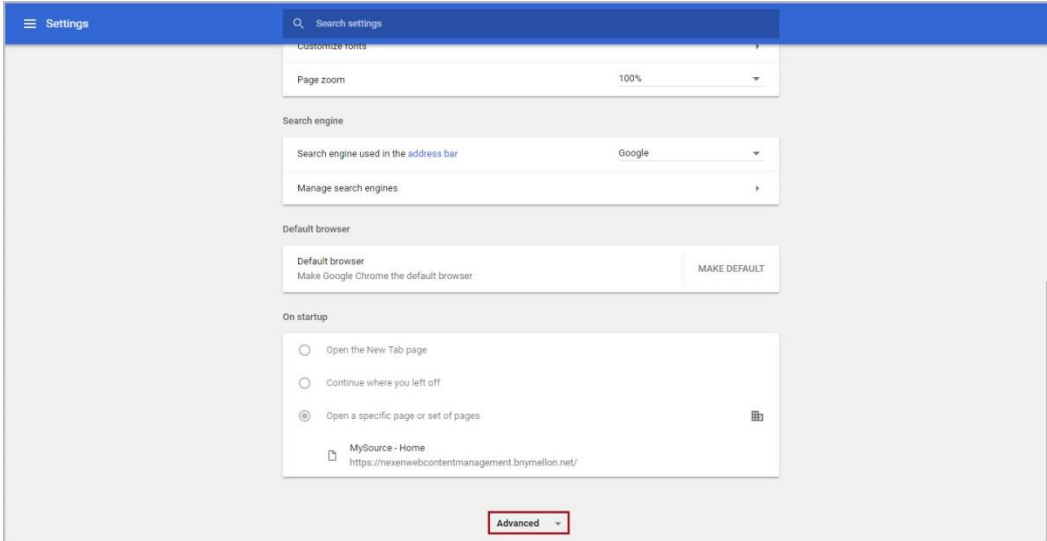 Settings
Search settings
Customize fonts
Page zoom 100%
Search engine
Search engine used in the address bar Google
Manage search engines
Default browser
Default browser
Make Google Chrome the default browser
MAKE DEFAULT
On startup
Open the New Tab page
Continue where you left off
Open a specific page or set of pages
MySource - Home
https://nexenwebcontentmanagement.bnymellon.net/
Advanced